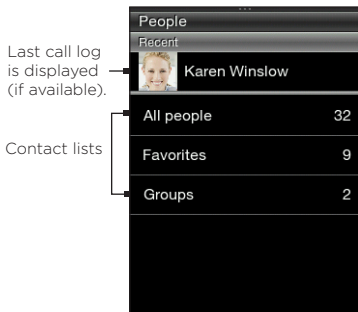 People
Recent
Last call log
is displayed
(if available).
Karen Winslow
All people 32
Contact lists
Favorites 9
Groups 2